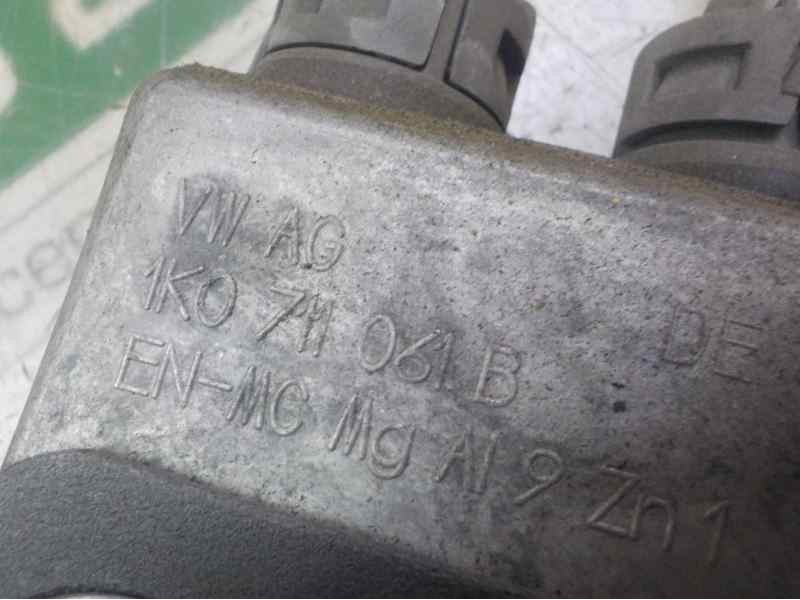 VW AG
1K0 711 061 B DE
EN-MC Mg Al 9 Zn 1